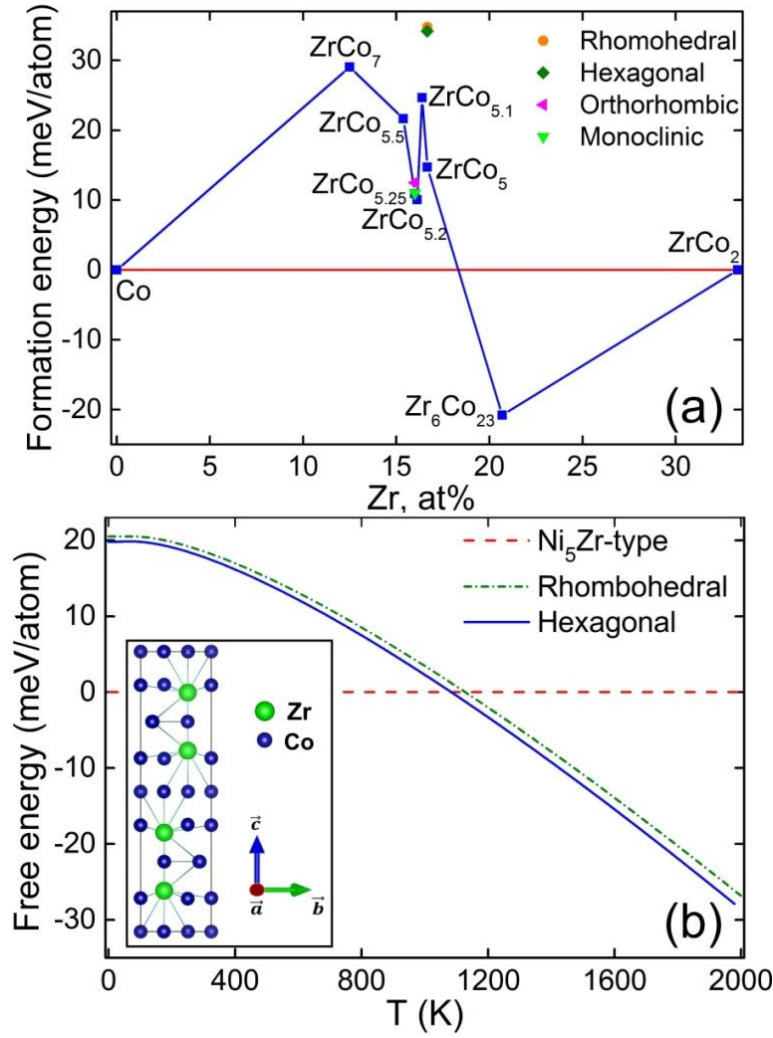 Formation energy (meV/atom)
30
20
10
0
-10
-20
ZrCo₇
ZrCo₅.₅
ZrCo₅.₂₅
ZrCo₅.₂
ZrCo₅.₁
ZrCo₅
ZrCo₂
Co
Zr₆Co₂₃
Rhomohedral
Hexagonal
Orthorhombic
Monoclinic
(a)
0 5 10 15 20 25 30
Zr, at%
Free energy (meV/atom)
20
10
0
-10
-20
-30
Ni₅Zr-type
Rhombohedral
Hexagonal
Zr
Co
c⃗
a⃗
b⃗
(b)
0 400 800 1200 1600 2000
T (K)